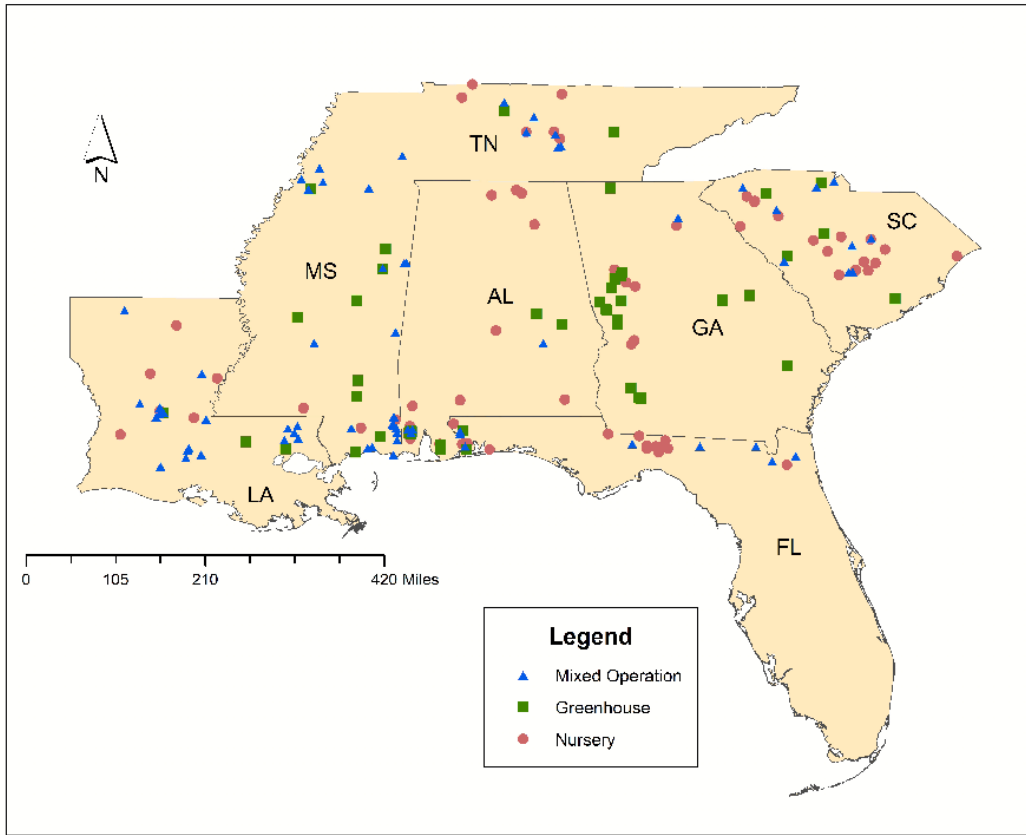 N
TN
SC
MS
AL
GA
LA
FL
0 105 210 420 Miles
Legend
Mixed Operation
Greenhouse
Nursery